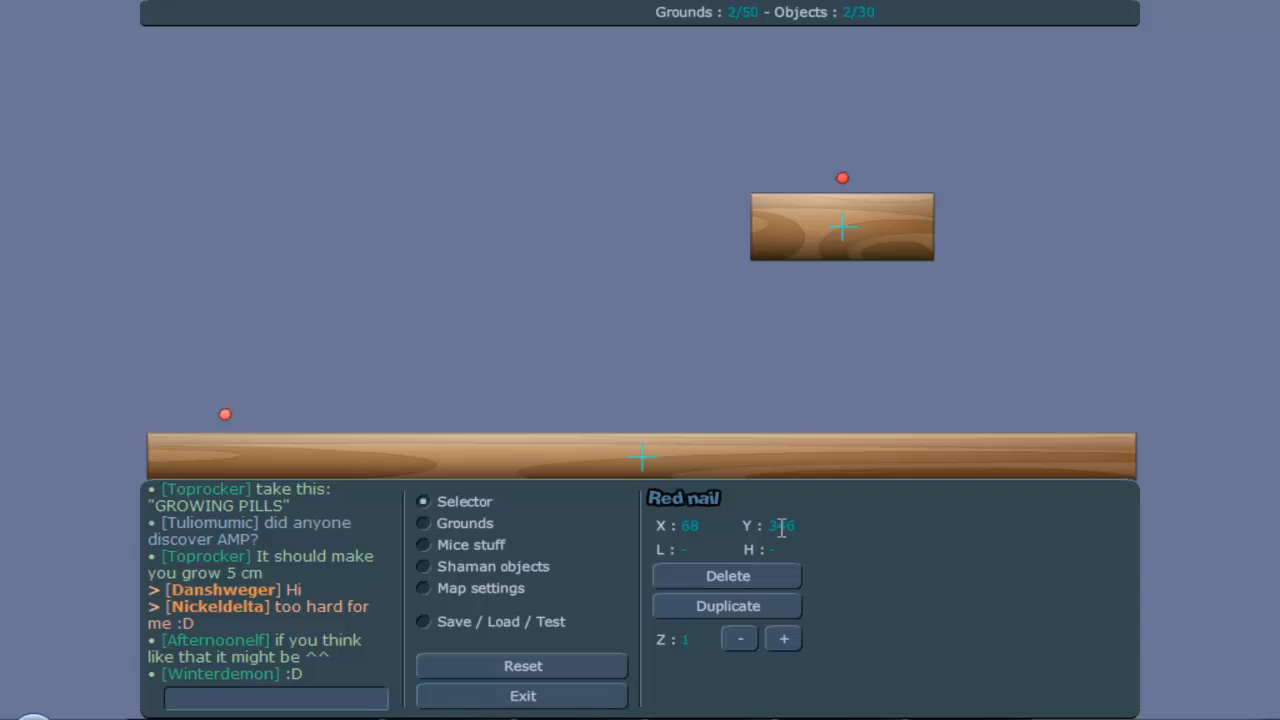 Grounds : 2/50 - Objects : 2/30
• [Toprocker] take this:
"GROWING PILLS"
• [Tuliomumic] did anyone
discover AMP?
• [Toprocker] It should make
you grow 5 cm
> [Danshweger] Hi
> [Nickeldelta] too hard for
me :D
• [Afternoonelf] if you think
like that it might be ^^
• [Winterdemon] :D
Selector
Grounds
Mice stuff
Shaman objects
Map settings
Save / Load / Test
Reset
Exit
Red nail
X : 68 Y : 346
L : - H : -
Delete
Duplicate
Z : 1 - +